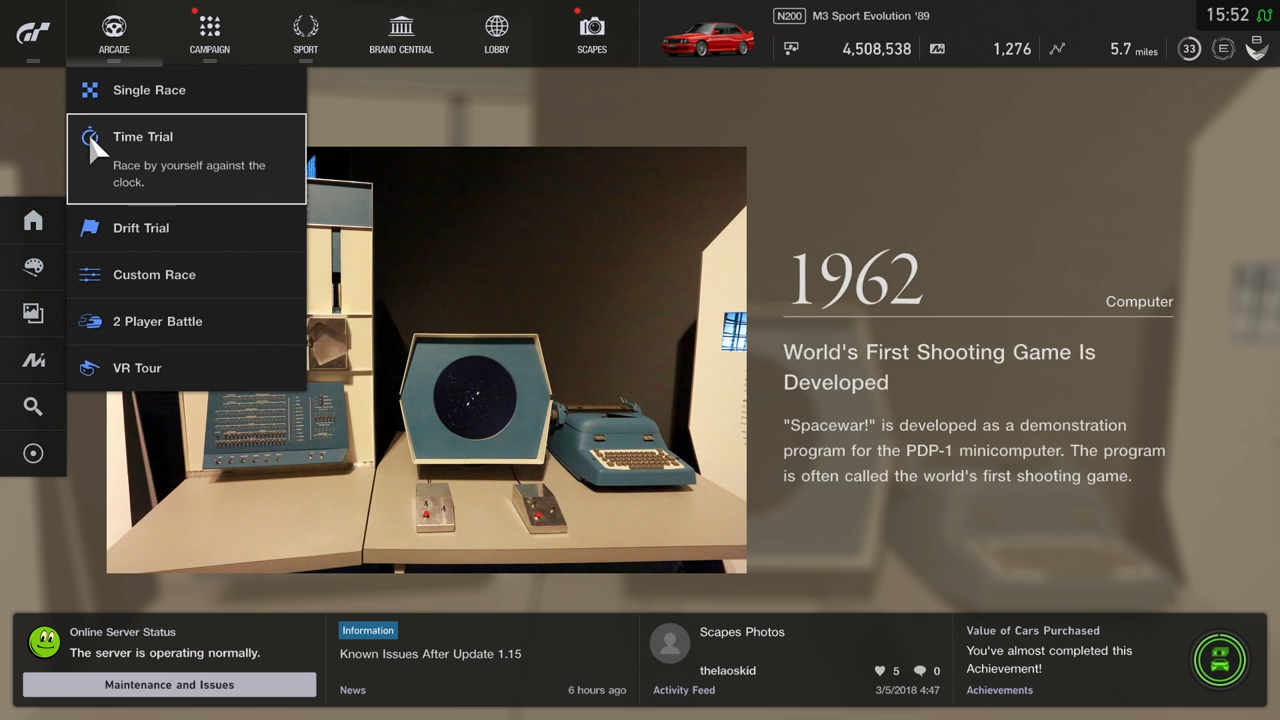 ARCADE
CAMPAIGN
SPORT
BRAND CENTRAL
LOBBY
SCAPES
N200 M3 Sport Evolution '89
4,508,538
1,276
5.7 miles
33
E
B
15:52
Single Race
Time Trial
Race by yourself against the
clock.
Drift Trial
Custom Race
2 Player Battle
VR Tour
1962
Computer
World's First Shooting Game Is
Developed
"Spacewar!" is developed as a demonstration
program for the PDP-1 minicomputer. The program
is often called the world's first shooting game.
Online Server Status
The server is operating normally.
Maintenance and Issues
Information
Known Issues After Update 1.15
News
6 hours ago
Scapes Photos
thelaoskid
5
0
Activity Feed
3/5/2018 4:47
Value of Cars Purchased
You've almost completed this
Achievement!
Achievements